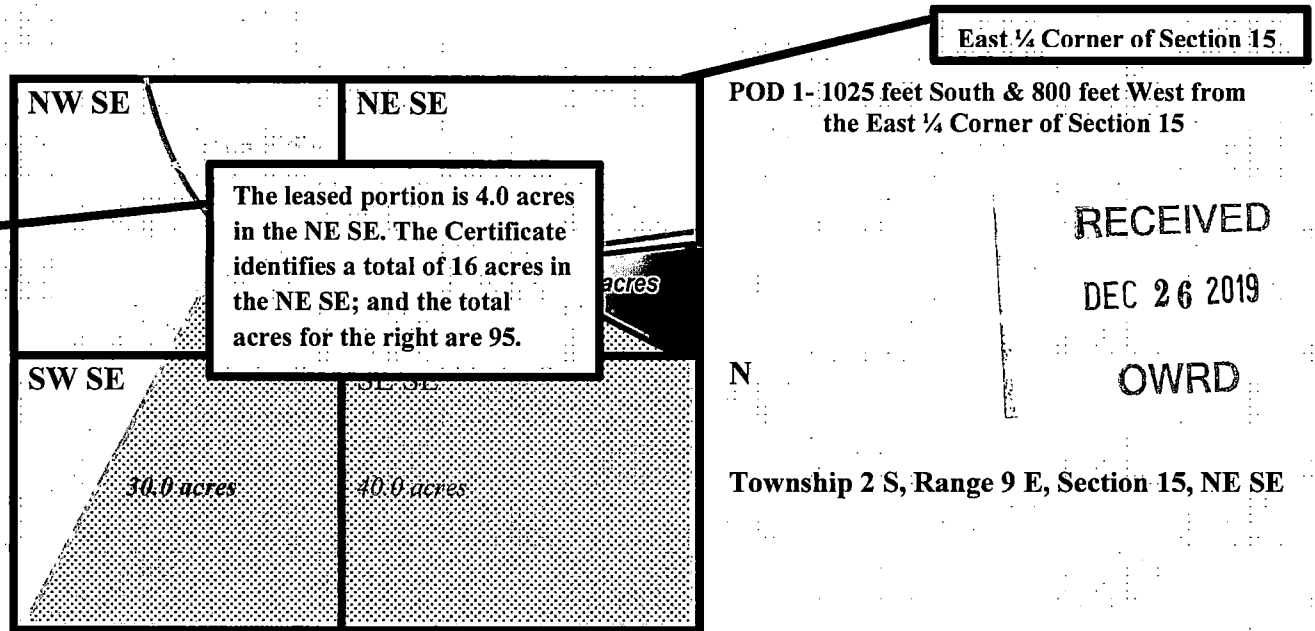 East ¼ Corner of Section 15
NW SE
NE SE
POD 1- 1025 feet South & 800 feet West from
the East ¼ Corner of Section 15
The leased portion is 4.0 acres
in the NE SE. The Certificate
identifies a total of 16 acres in
the NE SE; and the total
acres for the right are 95.
acres
RECEIVED
DEC 26 2019
OWRD
SW SE
SE SE
N
30.0 acres
40.0 acres
Township 2 S, Range 9 E, Section 15, NE SE